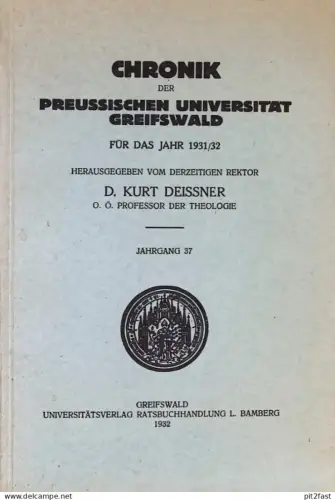 CHRONIK
DER
PREUSSISCHEN UNIVERSITÄT
GREIFSWALD
FÜR DAS JAHR 1931/32
HERAUSGEGEBEN VOM DERZEITIGEN REKTOR
D. KURT DEISSNER
O. Ö. PROFESSOR DER THEOLOGIE
JAHRGANG 37
GREIFSWALD
UNIVERSITÄTSVERLAG RATSBUCHHANDLUNG L. BAMBERG
1932
www.delcampe.net
pit2fast